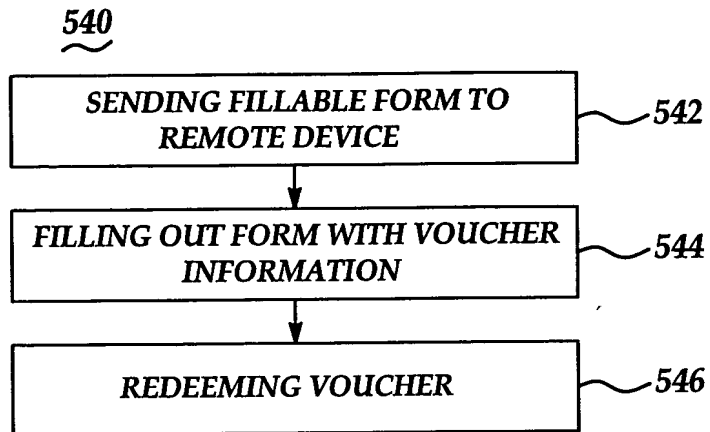 540
SENDING FILLABLE FORM TO
REMOTE DEVICE
542
FILLING OUT FORM WITH VOUCHER
INFORMATION
544
REDEEMING VOUCHER
546